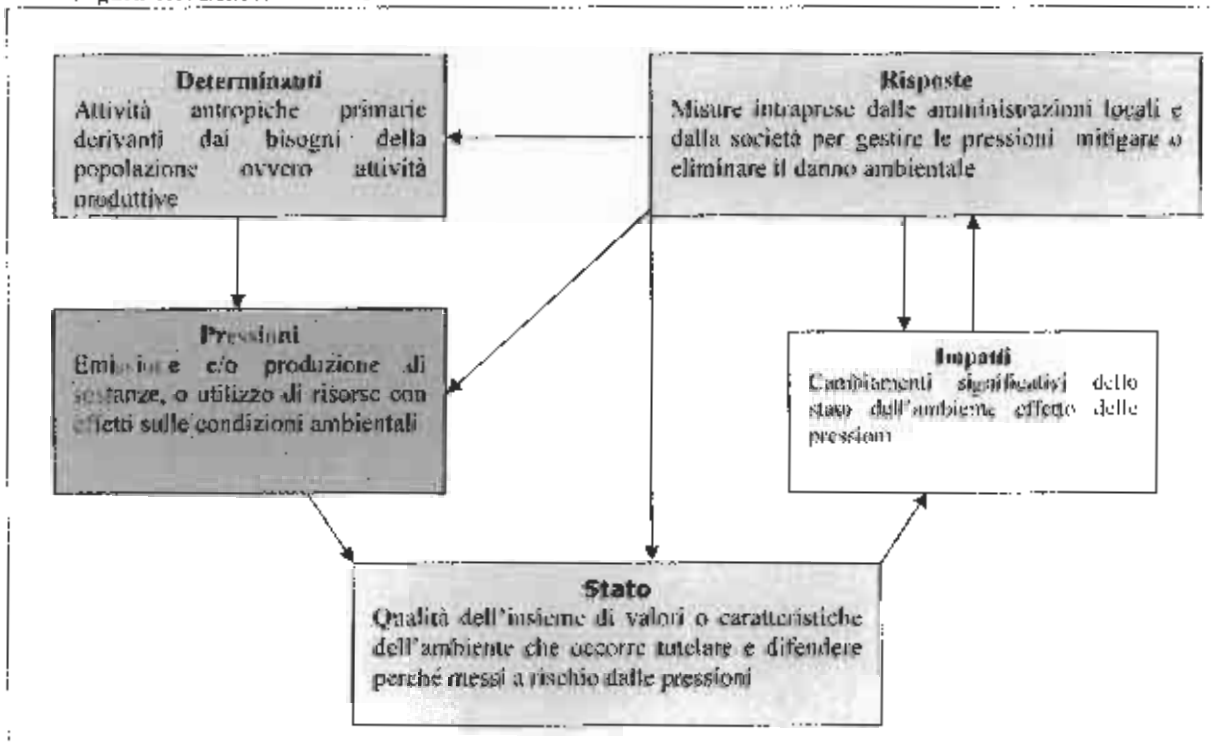 Determinanti
Attività antropiche primarie
derivanti dai bisogni della
popolazione ovvero attività
produttive
Risposte
Misure intraprese dalle amministrazioni locali e
dalla società per gestire le pressioni mitigare o
eliminare il danno ambientale
Pressioni
Emissione e/o produzione di
sostanze, o utilizzo di risorse con
effetti sulle condizioni ambientali
Impatti
Cambiamenti significativi dello
stato dell'ambiente effetto delle
pressioni
Stato
Qualità dell'insieme di valori o caratteristiche
dell'ambiente che occorre tutelare e difendere
perché messi a rischio dalle pressioni